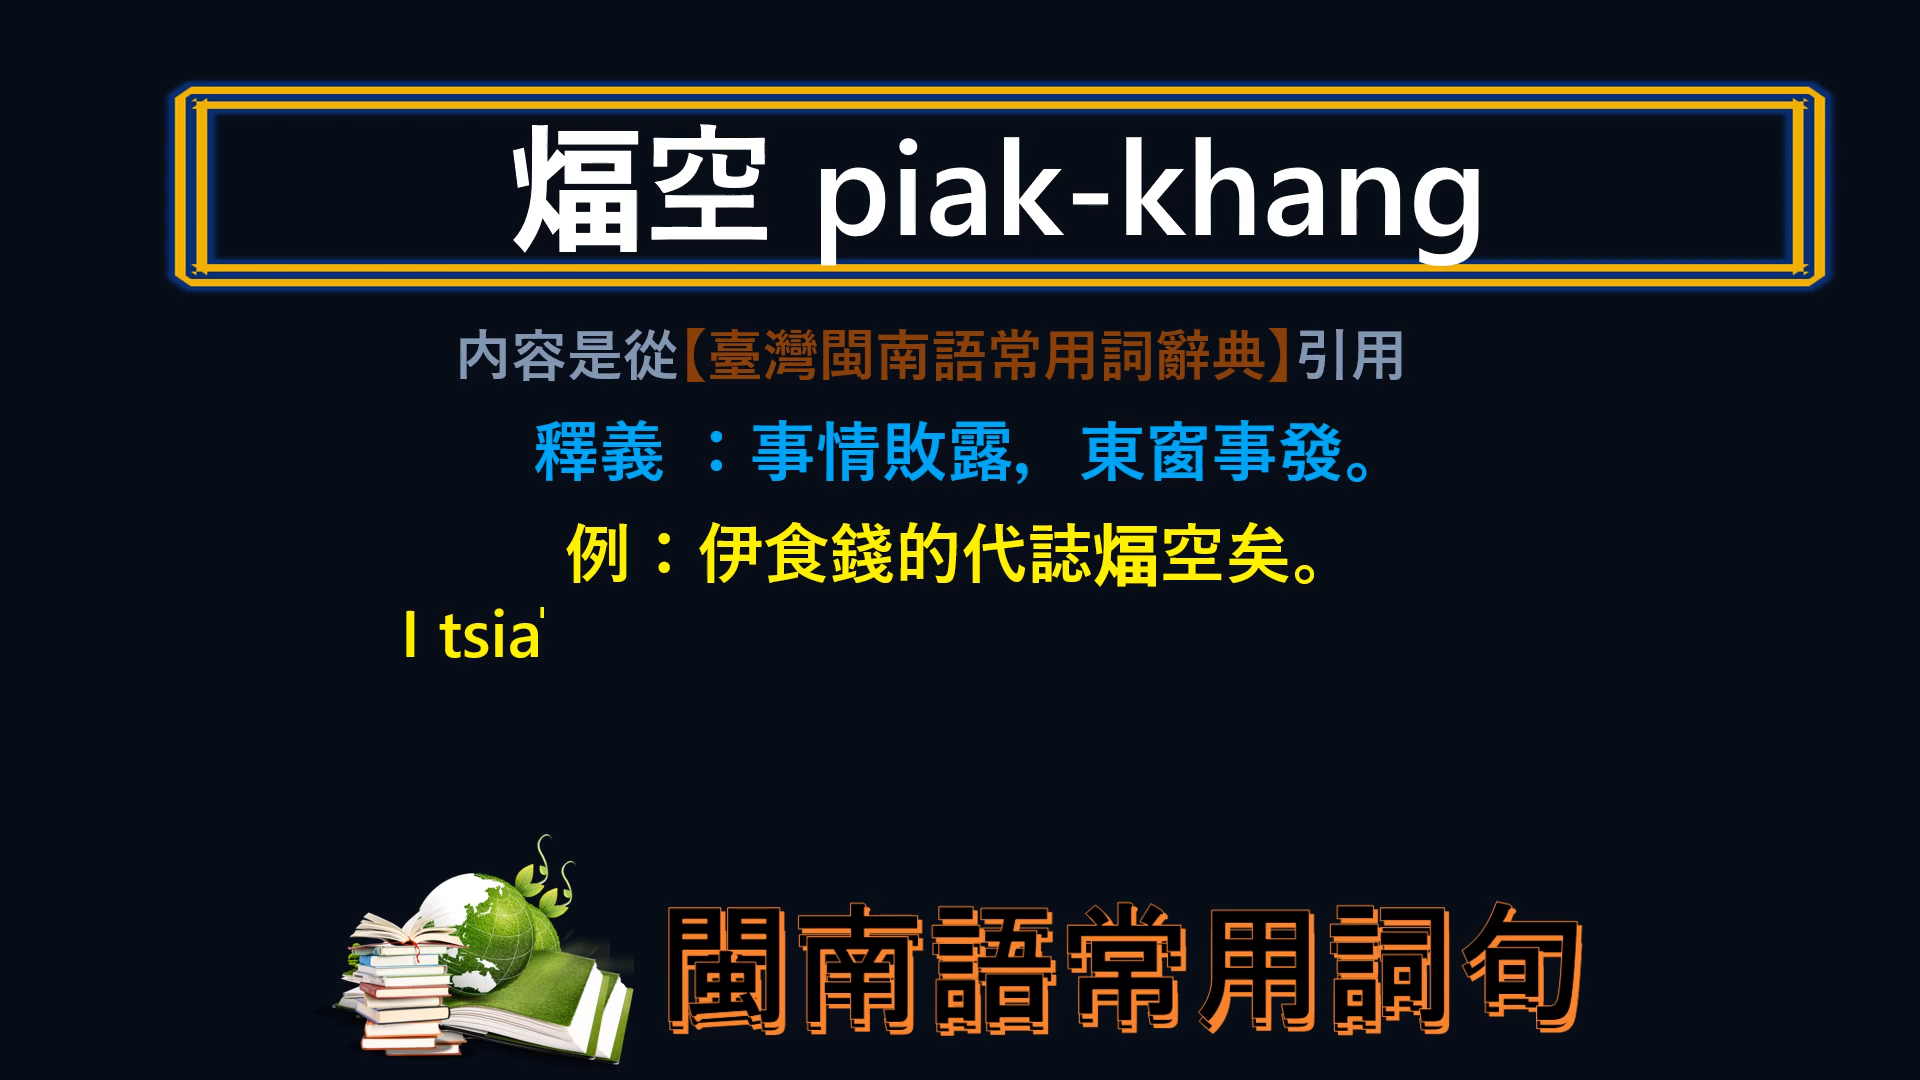 煏空 piak-khang
內容是從【臺灣閩南語常用詞辭典】引用
釋義 ：事情敗露, 東窗事發。
例：伊食錢的代誌煏空矣。
I tsia̍
閩南語常用詞句